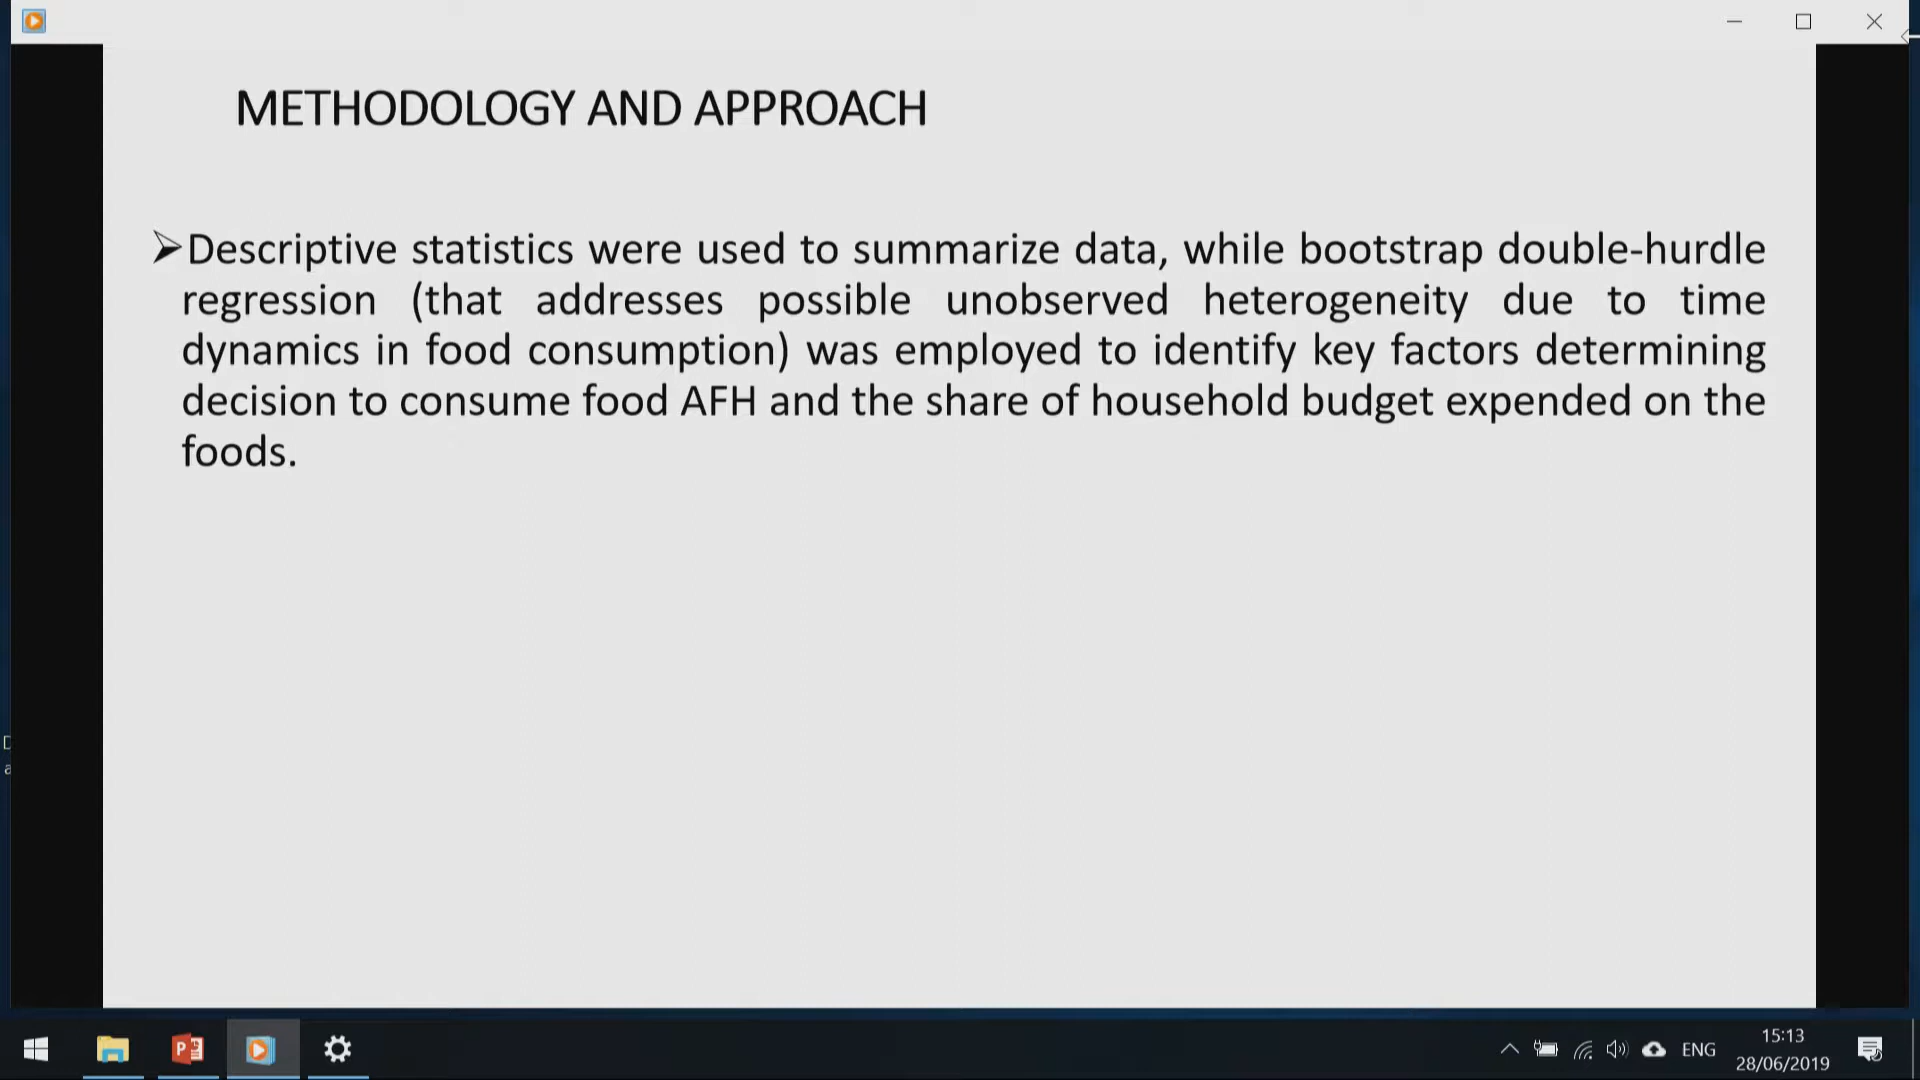 METHODOLOGY AND APPROACH
➢Descriptive statistics were used to summarize data, while bootstrap double-hurdle
regression (that addresses possible unobserved heterogeneity due to time
dynamics in food consumption) was employed to identify key factors determining
decision to consume food AFH and the share of household budget expended on the
foods.
ENG
15:13
28/06/2019